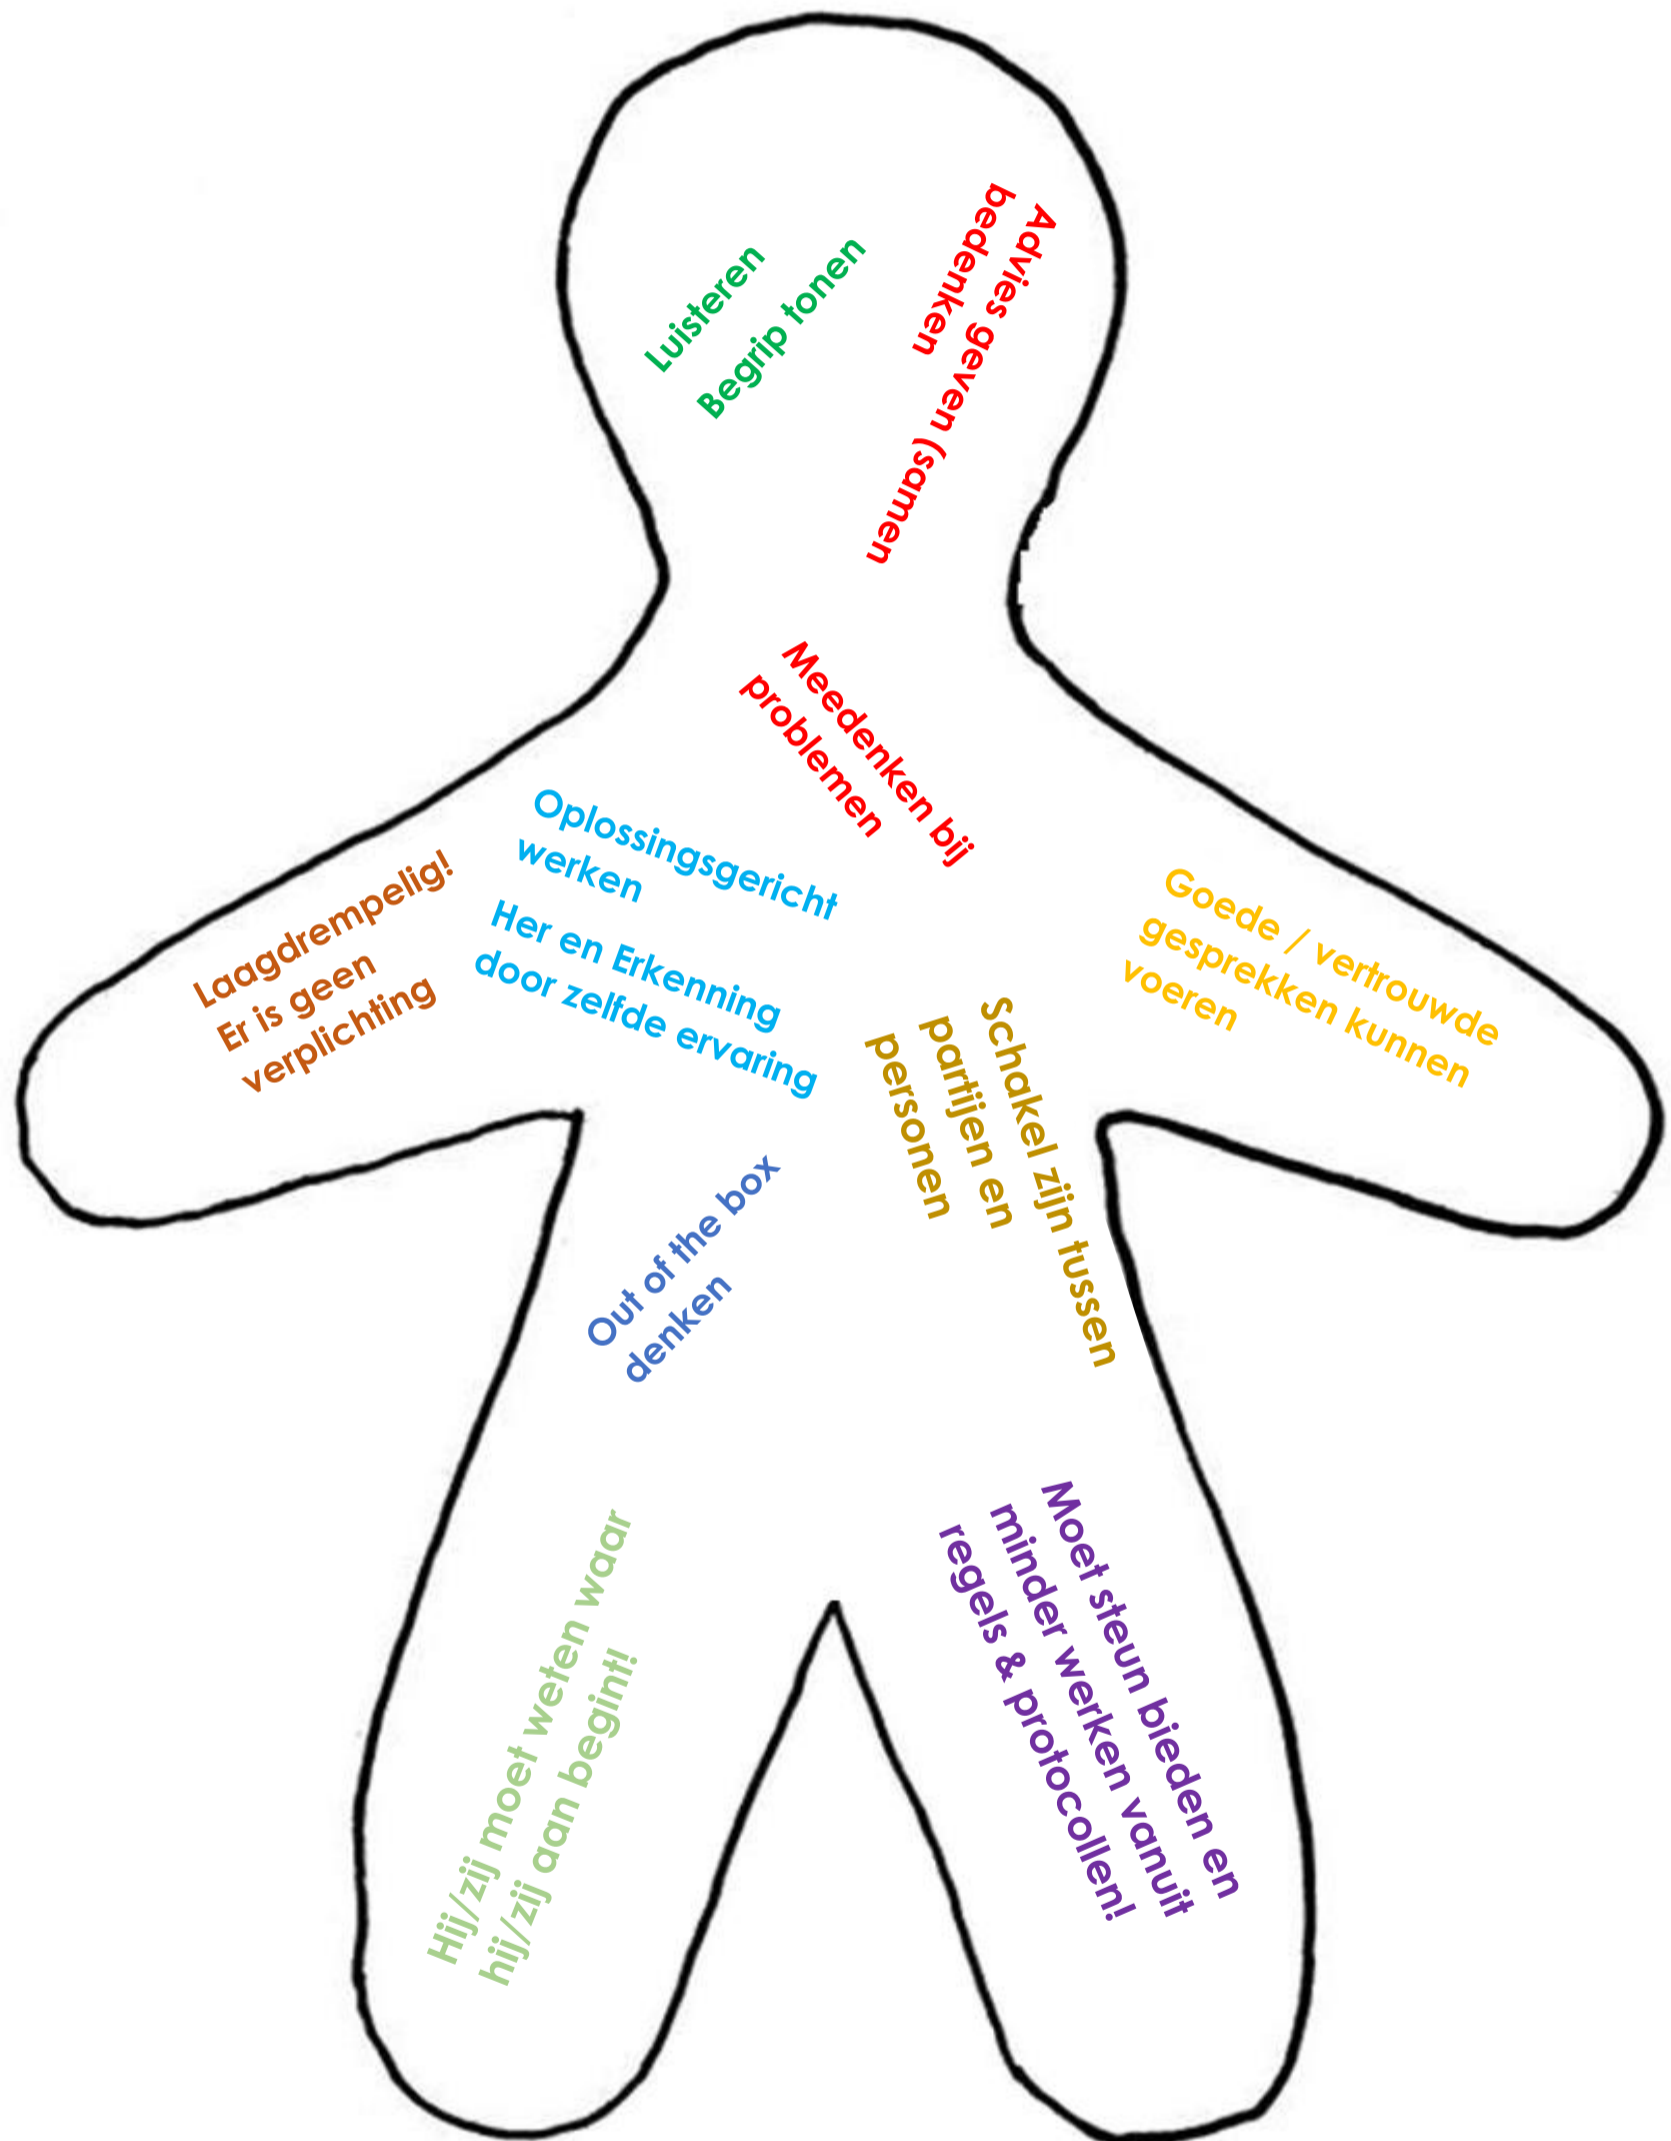 Luisteren
Begrip tonen
Advies geven (samen
bedenken
Meedenken bij
problemen
Oplossingsgericht
werken
Her en Erkenning
door zelfde ervaring
Laagdrempelig!
Er is geen
verplichting
Goede / vertrouwde
gesprekken kunnen
voeren
Schakel zijn tussen
partijen en
personen
Out of the box
denken
Hij/zij moet weten waar
hij/zij aan begint!
Moet steun bieden en
minder werken vanuit
regels & protocollen!